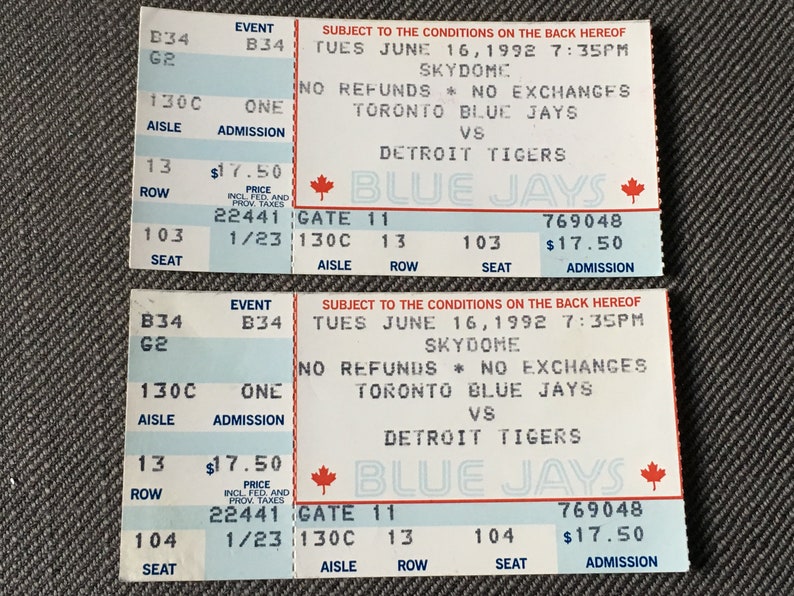 EVENT
B34 B34
G2
130C ONE
AISLE ADMISSION
13 $17.50
ROW PRICE
INCL. FED. AND
PROV. TAXES
22441
103 1/23
SEAT
SUBJECT TO THE CONDITIONS ON THE BACK HEREOF
TUES JUNE 16,1992 7:35PM
SKYDOME
NO REFUNDS * NO EXCHANGES
TORONTO BLUE JAYS
VS
DETROIT TIGERS
BLUE JAYS
GATE 11 769048
130C 13 103 $17.50
AISLE ROW SEAT ADMISSION
EVENT
B34 B34
G2
130C ONE
AISLE ADMISSION
13 $17.50
ROW PRICE
INCL. FED. AND
PROV. TAXES
22441
104 1/23
SEAT
SUBJECT TO THE CONDITIONS ON THE BACK HEREOF
TUES JUNE 16,1992 7:35PM
SKYDOME
NO REFUNDS * NO EXCHANGES
TORONTO BLUE JAYS
VS
DETROIT TIGERS
BLUE JAYS
GATE 11 769048
130C 13 104 $17.50
AISLE ROW SEAT ADMISSION